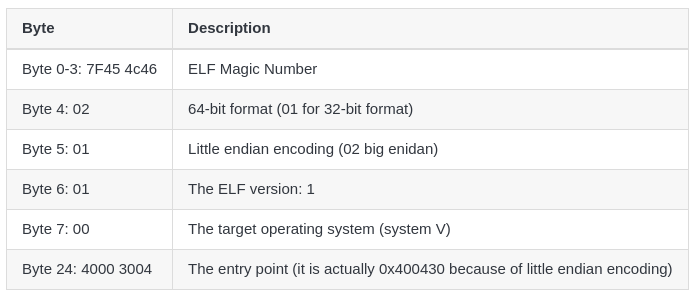 Byte Description
Byte 0-3: 7F45 4c46 ELF Magic Number
Byte 4: 02 64-bit format (01 for 32-bit format)
Byte 5: 01 Little endian encoding (02 big enidan)
Byte 6: 01 The ELF version: 1
Byte 7: 00 The target operating system (system V)
Byte 24: 4000 3004 The entry point (it is actually 0x400430 because of little endian encoding)